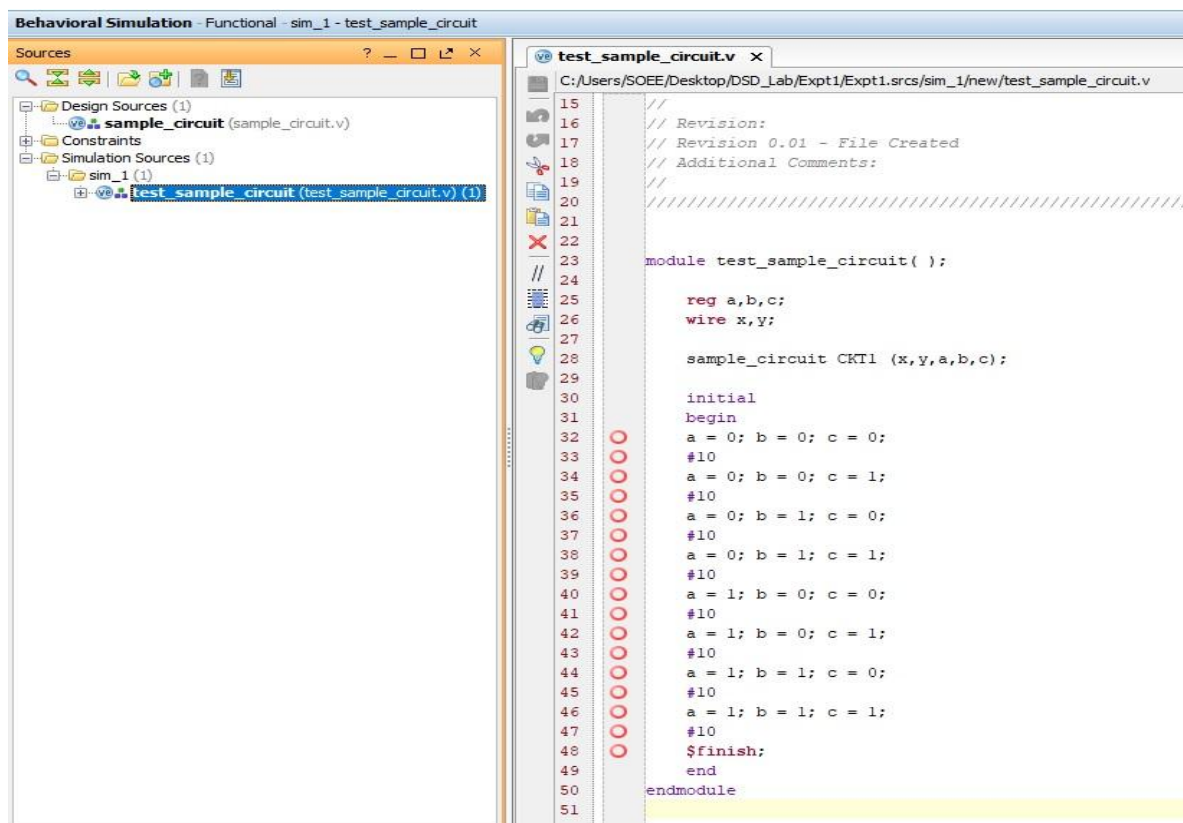 Behavioral Simulation - Functional - sim_1 - test_sample_circuit
Sources
Design Sources (1)
sample_circuit (sample_circuit.v)
Constraints
Simulation Sources (1)
sim_1 (1)
test_sample_circuit (test_sample_circuit.v) (1)
test_sample_circuit.v
C:/Users/SOEE/Desktop/DSD_Lab/Expt1/Expt1.srcs/sim_1/new/test_sample_circuit.v
15 //
16 // Revision:
17 // Revision 0.01 - File Created
18 // Additional Comments:
19 //
20 //////////////////////////////////////////////////
21
22
23 module test_sample_circuit( );
24
25 reg a,b,c;
26 wire x,y;
27
28 sample_circuit CKT1 (x,y,a,b,c);
29
30 initial
31 begin
32 a = 0; b = 0; c = 0;
33 #10
34 a = 0; b = 0; c = 1;
35 #10
36 a = 0; b = 1; c = 0;
37 #10
38 a = 0; b = 1; c = 1;
39 #10
40 a = 1; b = 0; c = 0;
41 #10
42 a = 1; b = 0; c = 1;
43 #10
44 a = 1; b = 1; c = 0;
45 #10
46 a = 1; b = 1; c = 1;
47 #10
48 $finish;
49 end
50 endmodule
51